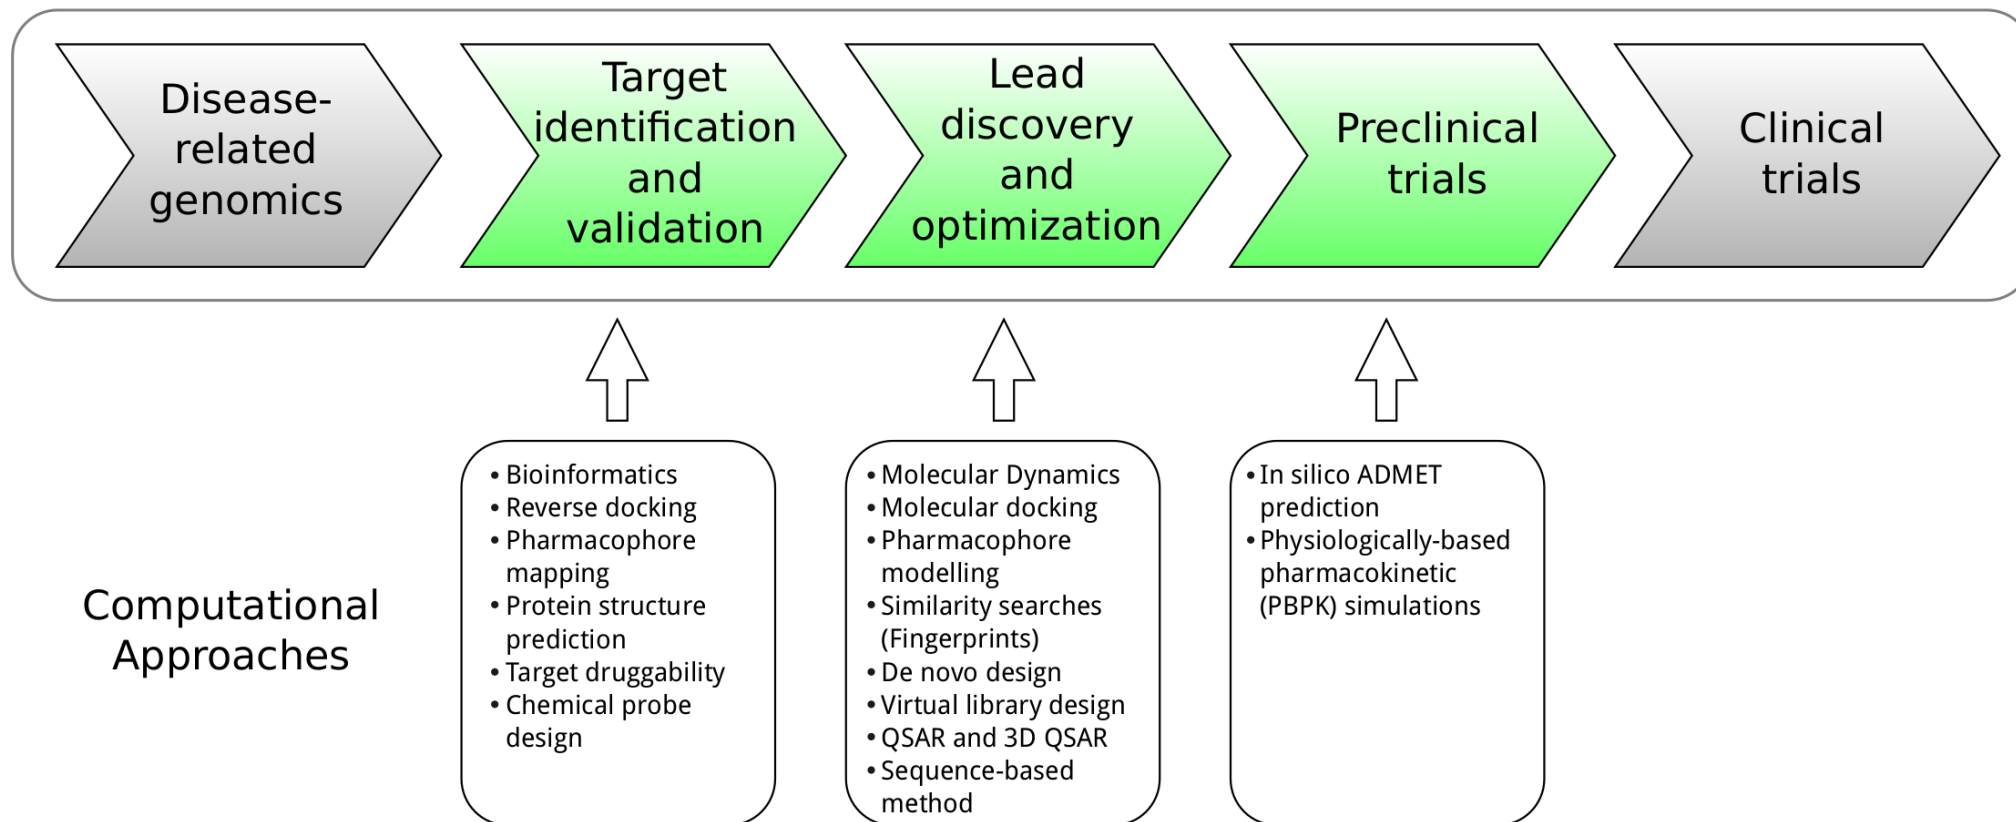 Disease-
related
genomics
Target
identification
and
validation
Lead
discovery
and
optimization
Preclinical
trials
Clinical
trials
Computational
Approaches
• Bioinformatics
• Reverse docking
• Pharmacophore
mapping
• Protein structure
prediction
• Target druggability
• Chemical probe
design
• Molecular Dynamics
• Molecular docking
• Pharmacophore
modelling
• Similarity searches
(Fingerprints)
• De novo design
• Virtual library design
• QSAR and 3D QSAR
• Sequence-based
method
• In silico ADMET
prediction
• Physiologically-based
pharmacokinetic
(PBPK) simulations